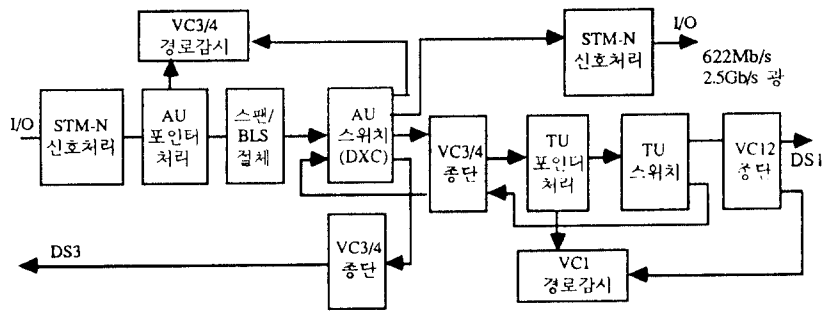 VC3/4
경로감시
STM-N
신호처리
I/O
622Mb/s
2.5Gb/s 광
I/O
STM-N
신호처리
AU
포인터
처리
스팬/
BLS
절체
AU
스위치
(DXC)
VC3/4
종단
TU
포인터
처리
TU
스위치
VC12
종단
DS1
DS3
VC3/4
종단
VC1
경로감시